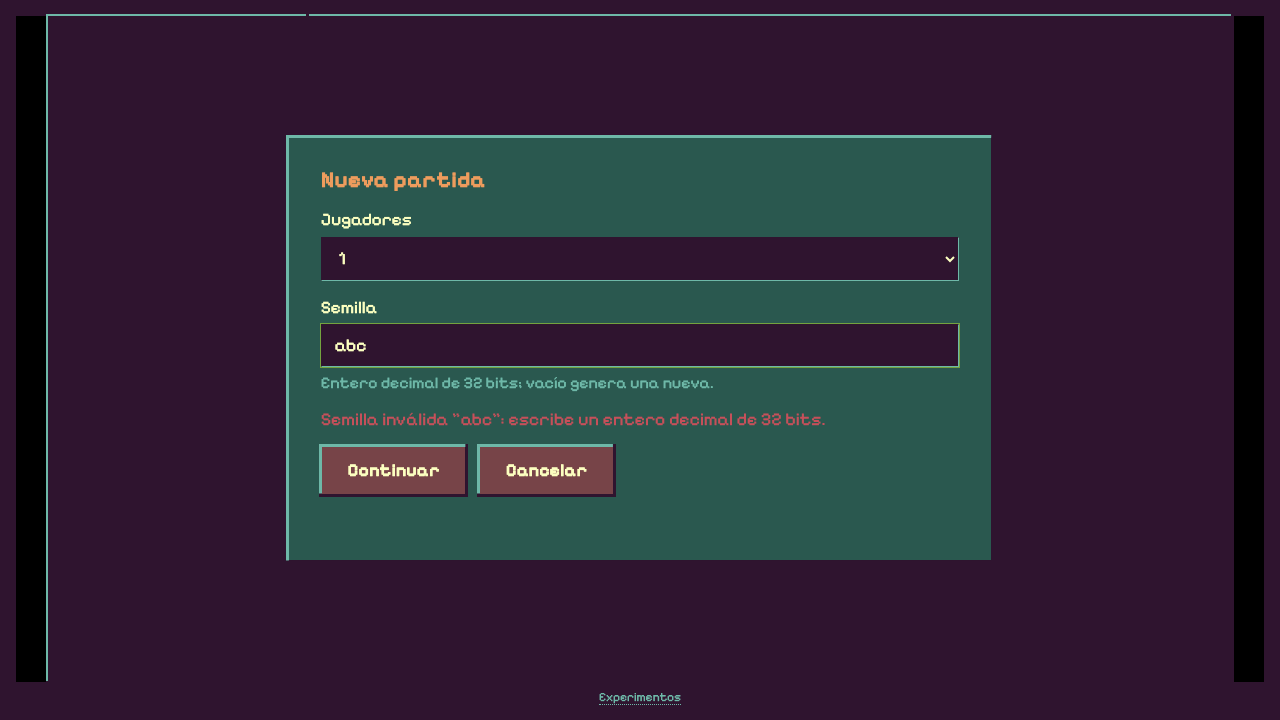 Nueva partida
Jugadores
1
Semilla
abc
Entero decimal de 32 bits; vacío genera una nueva.
Semilla inválida "abc": escribe un entero decimal de 32 bits.
Continuar
Cancelar
Experimentos